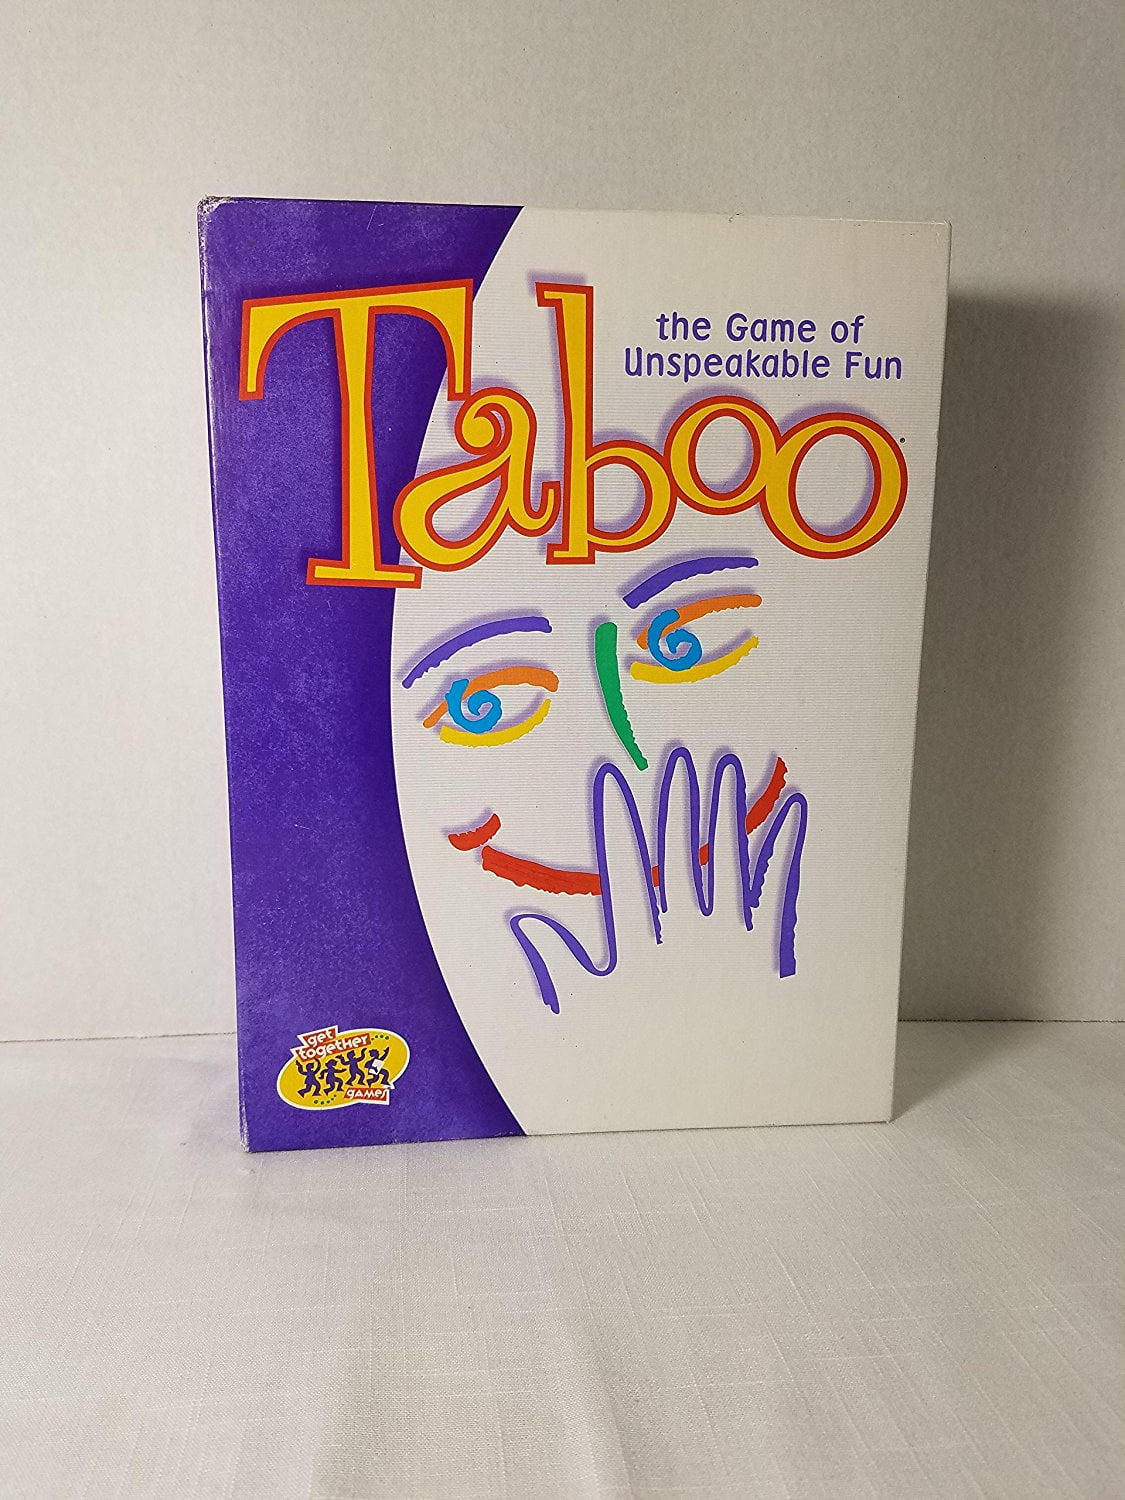 Taboo®
the Game of
Unspeakable Fun
get
together
games